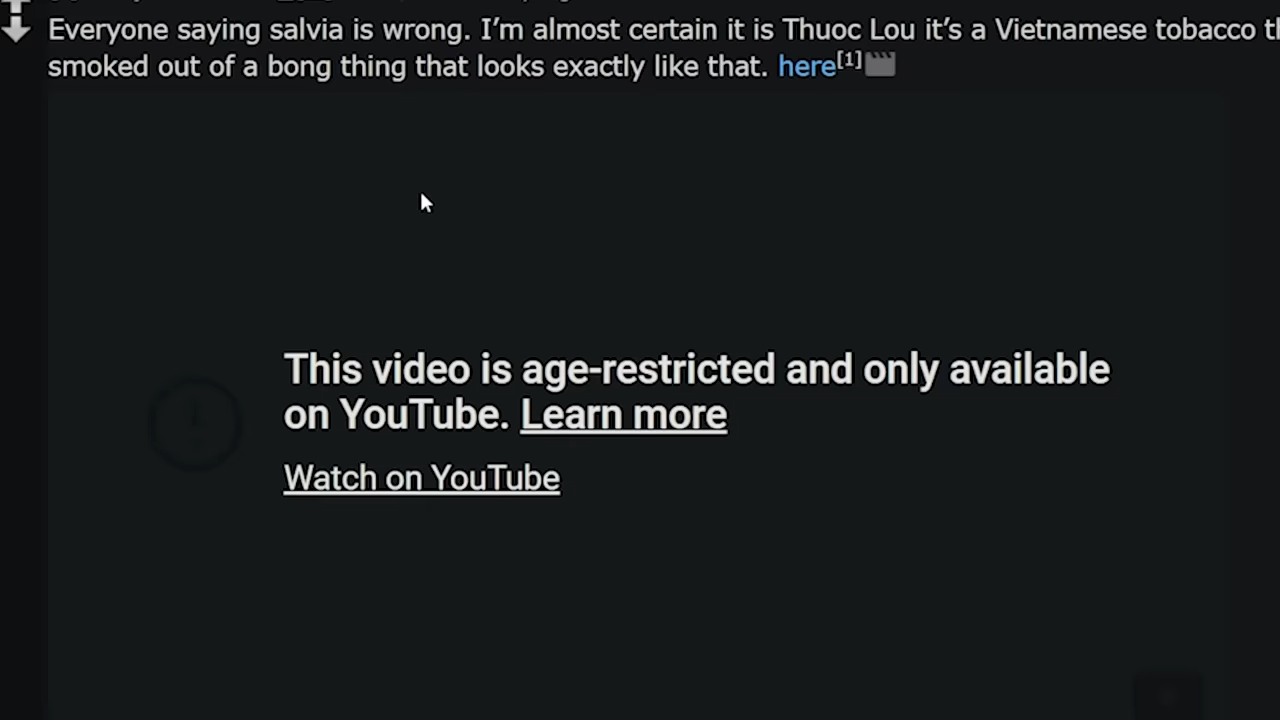 Everyone saying salvia is wrong. I’m almost certain it is Thuoc Lou it’s a Vietnamese tobacco
smoked out of a bong thing that looks exactly like that. here[1]
This video is age-restricted and only available
on YouTube. Learn more
Watch on YouTube